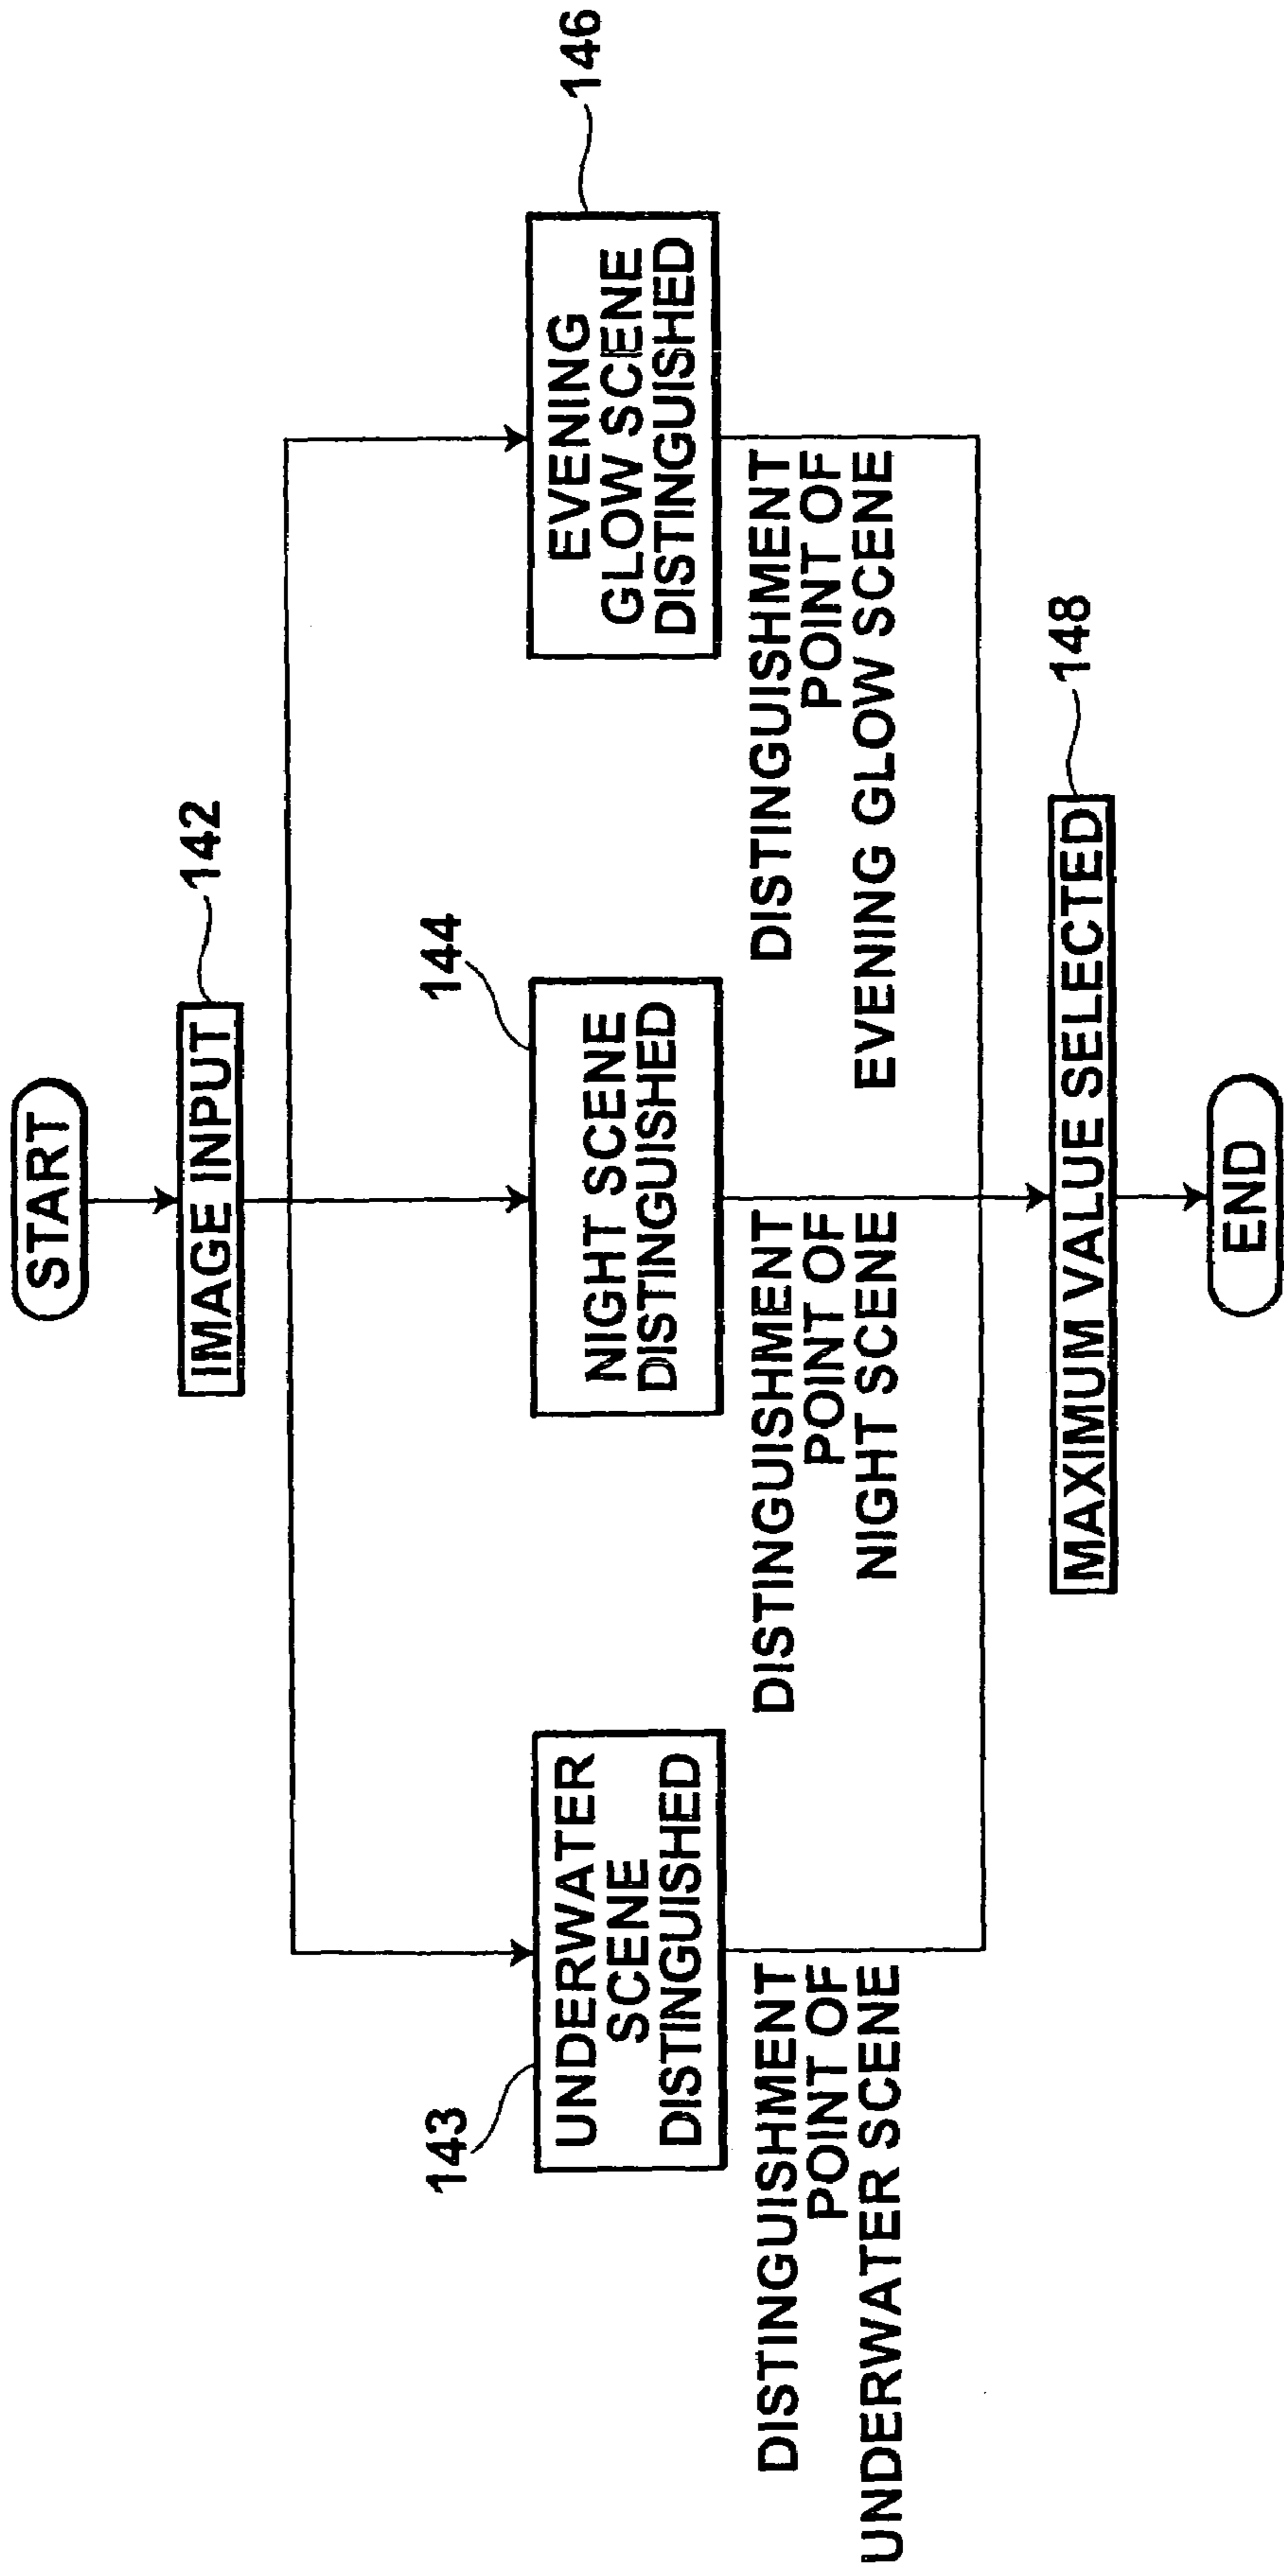 START
IMAGE INPUT
142
143
UNDERWATER
SCENE
DISTINGUISHED
144
NIGHT SCENE
DISTINGUISHED
146
EVENING
GLOW SCENE
DISTINGUISHED
DISTINGUISHMENT
POINT OF
UNDERWATER SCENE
DISTINGUISHMENT
POINT OF
NIGHT SCENE
DISTINGUISHMENT
POINT OF
EVENING GLOW SCENE
148
MAXIMUM VALUE SELECTED
END